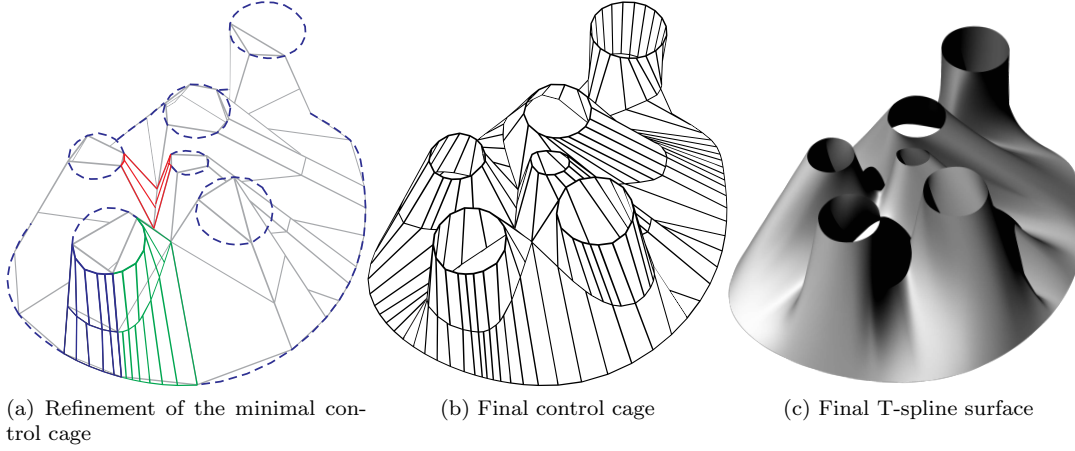 (a) Refinement of the minimal con-
trol cage
(b) Final control cage
(c) Final T-spline surface